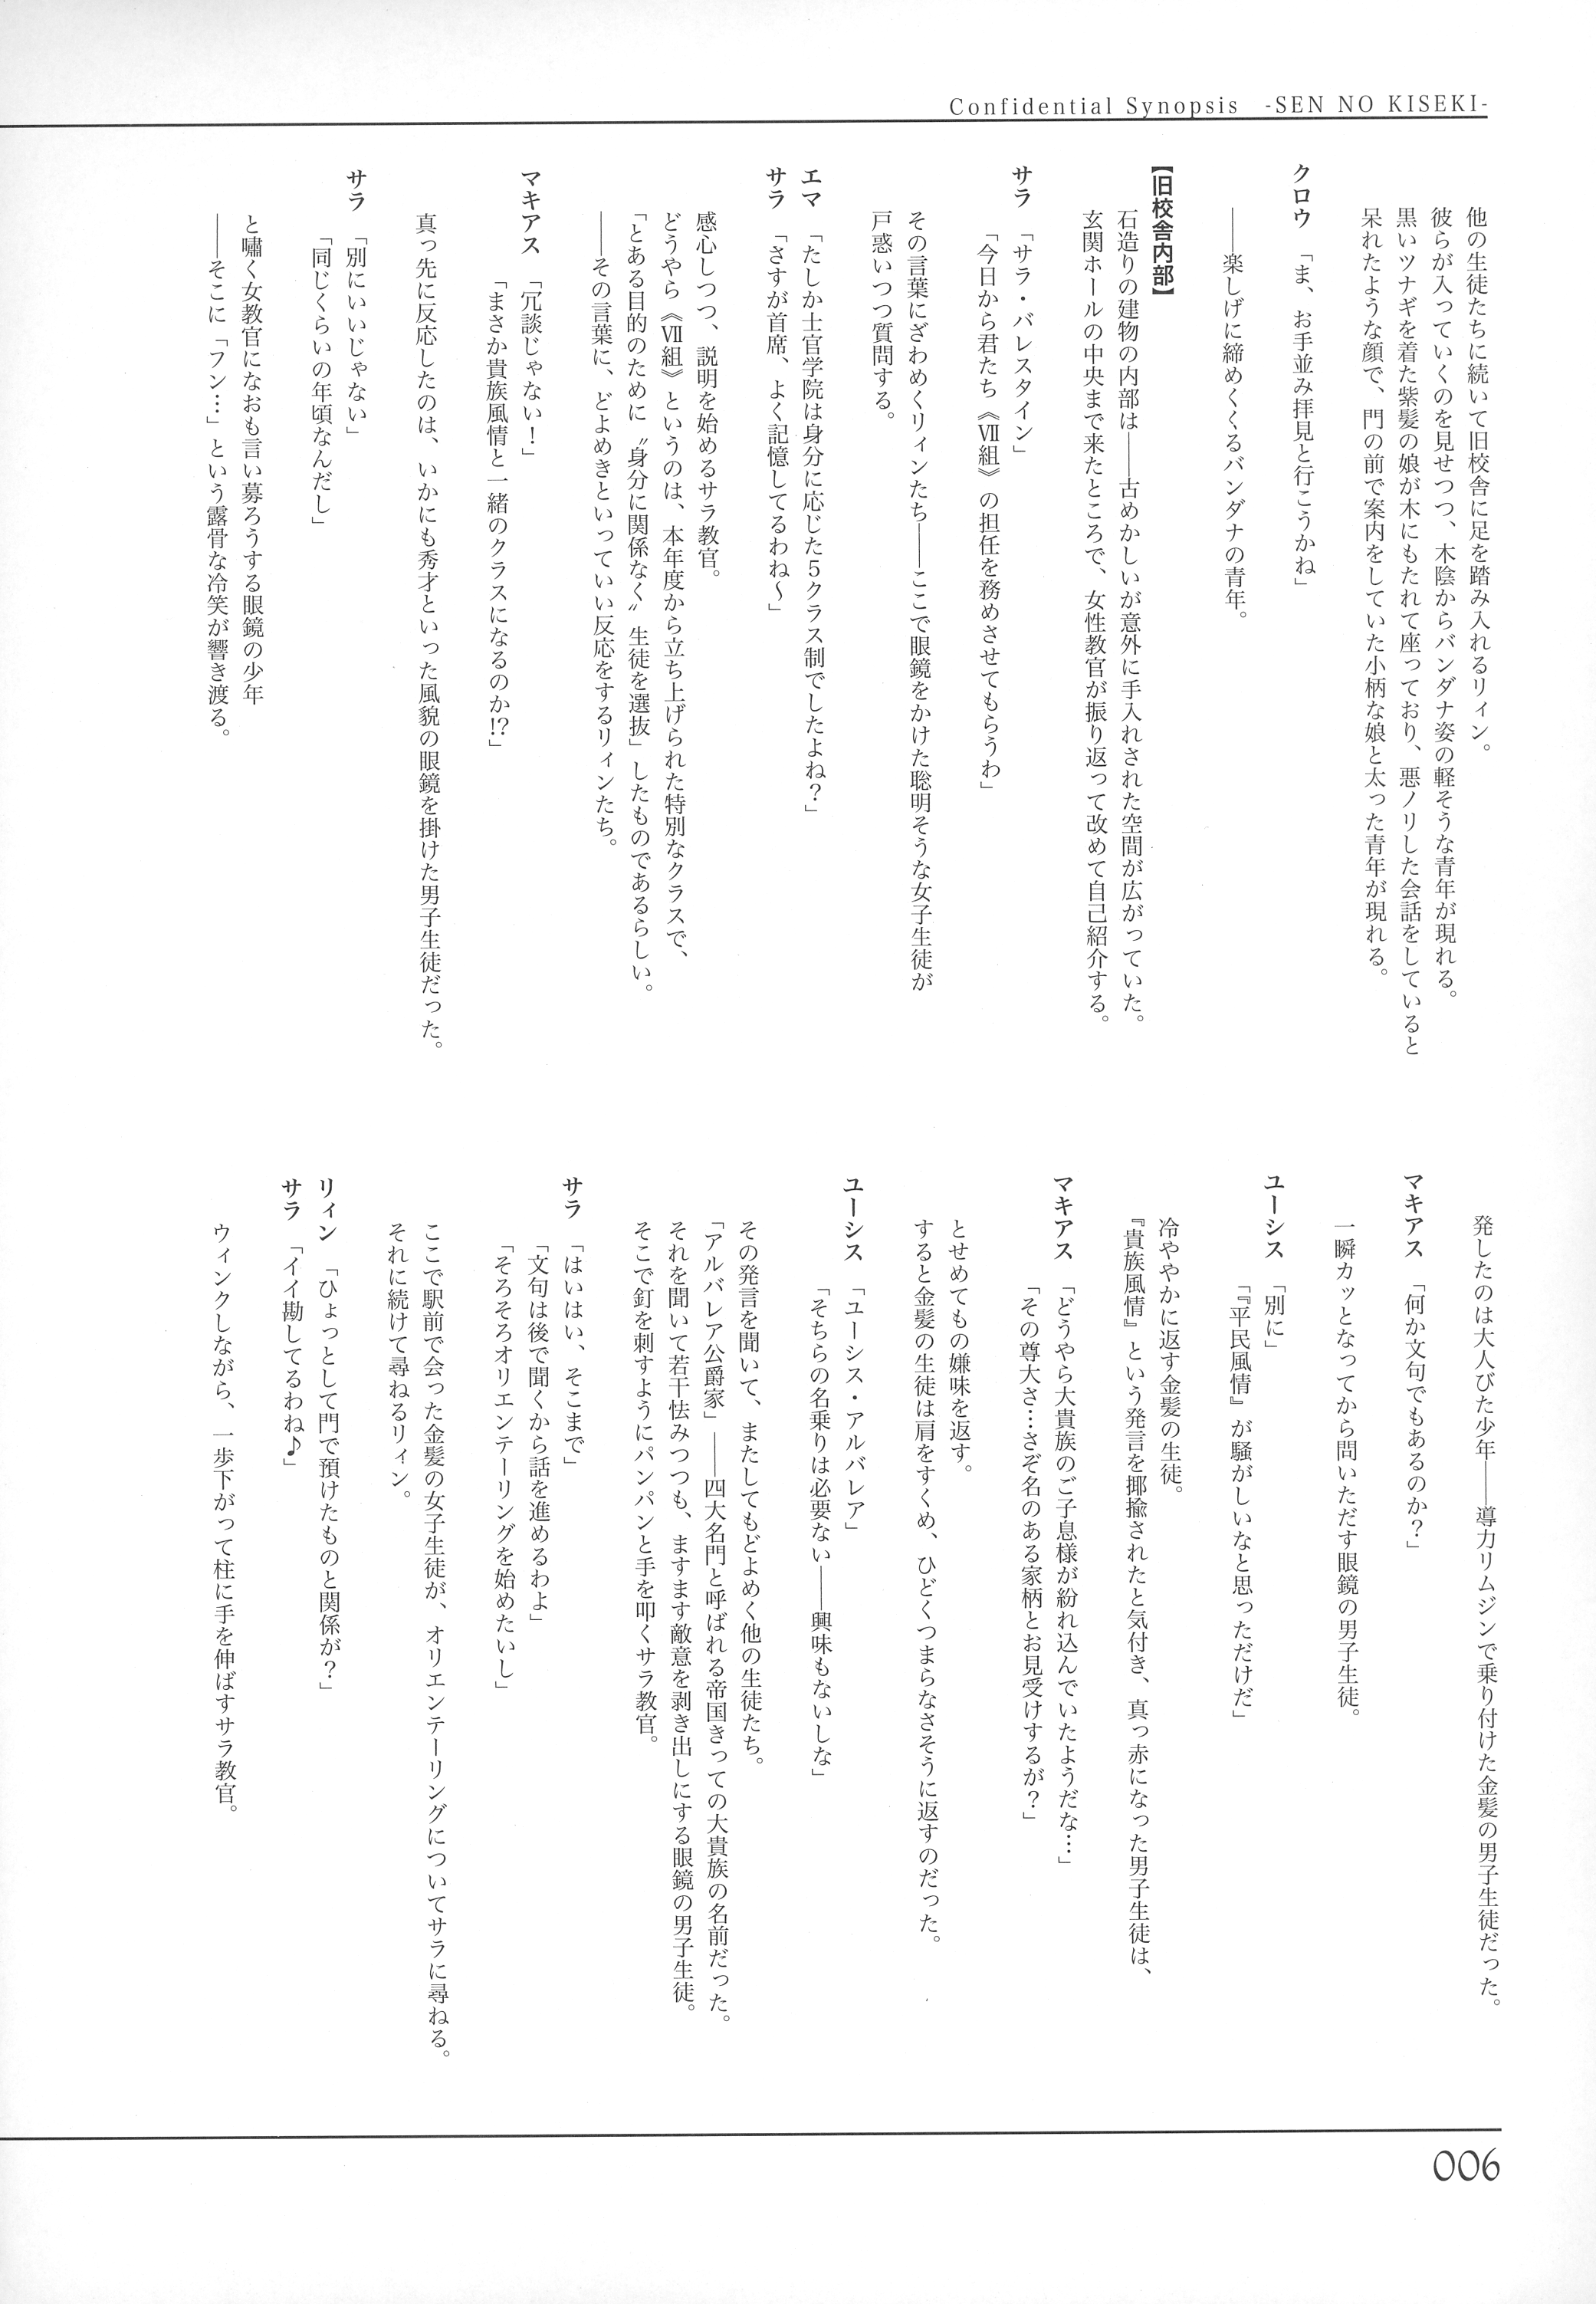 Confidential Synopsis -SEN NO KISEKI-
他の生徒たちに続いて旧校舎に足を踏み入れるリィン。
彼らが入っていくのを見せつつ、木陰からバンダナ姿の軽そうな青年が現れる。
黒いツナギを着た紫髪の娘が木にもたれて座っており、悪ノリした会話をしていると
呆れたような顔で、門の前で案内をしていた小柄な娘と太った青年が現れる。
クロウ 「ま、お手並み拝見と行こうかね」
――楽しげに締めくくるバンダナの青年。
【旧校舎内部】
石造りの建物の内部は――古めかしいが意外に手入れされた空間が広がっていた。
玄関ホールの中央まで来たところで、女性教官が振り返って改めて自己紹介する。
サラ 「サラ・バレスタイン」
「今日から君たち《Ⅶ組》の担任を務めさせてもらうわ」
その言葉にざわめくリィンたち――ここで眼鏡をかけた聡明そうな女子生徒が
戸惑いつつ質問する。
エマ 「たしか士官学院は身分に応じた5クラス制でしたよね？」
サラ 「さすが首席、よく記憶してるわね～」
感心しつつ、説明を始めるサラ教官。
どうやら《Ⅶ組》というのは、本年度から立ち上げられた特別なクラスで、
「とある目的のために〝身分に関係なく〟生徒を選抜」したものであるらしい。
――その言葉に、どよめきといっていい反応をするリィンたち。
マキアス 「冗談じゃない！」
「まさか貴族風情と一緒のクラスになるのか!?」
真っ先に反応したのは、いかにも秀才といった風貌の眼鏡を掛けた男子生徒だった。
サラ 「別にいいじゃない」
「同じくらいの年頃なんだし」
と嘯く女教官になおも言い募ろうする眼鏡の少年
――そこに「フン…」という露骨な冷笑が響き渡る。
発したのは大人びた少年――導力リムジンで乗り付けた金髪の男子生徒だった。
マキアス 「何か文句でもあるのか？」
一瞬カッとなってから問いただす眼鏡の男子生徒。
ユーシス 「別に」
「『平民風情』が騒がしいなと思っただけだ」
冷ややかに返す金髪の生徒。
『貴族風情』という発言を揶揄されたと気付き、真っ赤になった男子生徒は、
マキアス 「どうやら大貴族のご子息様が紛れ込んでいたようだな…」
「その尊大さ…さぞ名のある家柄とお見受けするが？」
とせめてもの嫌味を返す。
すると金髪の生徒は肩をすくめ、ひどくつまらなさそうに返すのだった。
ユーシス 「ユーシス・アルバレア」
「そちらの名乗りは必要ない――興味もないしな」
その発言を聞いて、またしてもどよめく他の生徒たち。
「アルバレア公爵家」――四大名門と呼ばれる帝国きっての大貴族の名前だった。
それを聞いて若干怯みつつも、ますます敵意を剥き出しにする眼鏡の男子生徒。
そこで釘を刺すようにパンパンと手を叩くサラ教官。
サラ 「はいはい、そこまで」
「文句は後で聞くから話を進めるわよ」
「そろそろオリエンテーリングを始めたいし」
ここで駅前で会った金髪の女子生徒が、オリエンテーリングについてサラに尋ねる。
それに続けて尋ねるリィン。
リィン 「ひょっとして門で預けたものと関係が？」
サラ 「イイ勘してるわね♪」
ウィンクしながら、一歩下がって柱に手を伸ばすサラ教官。
006